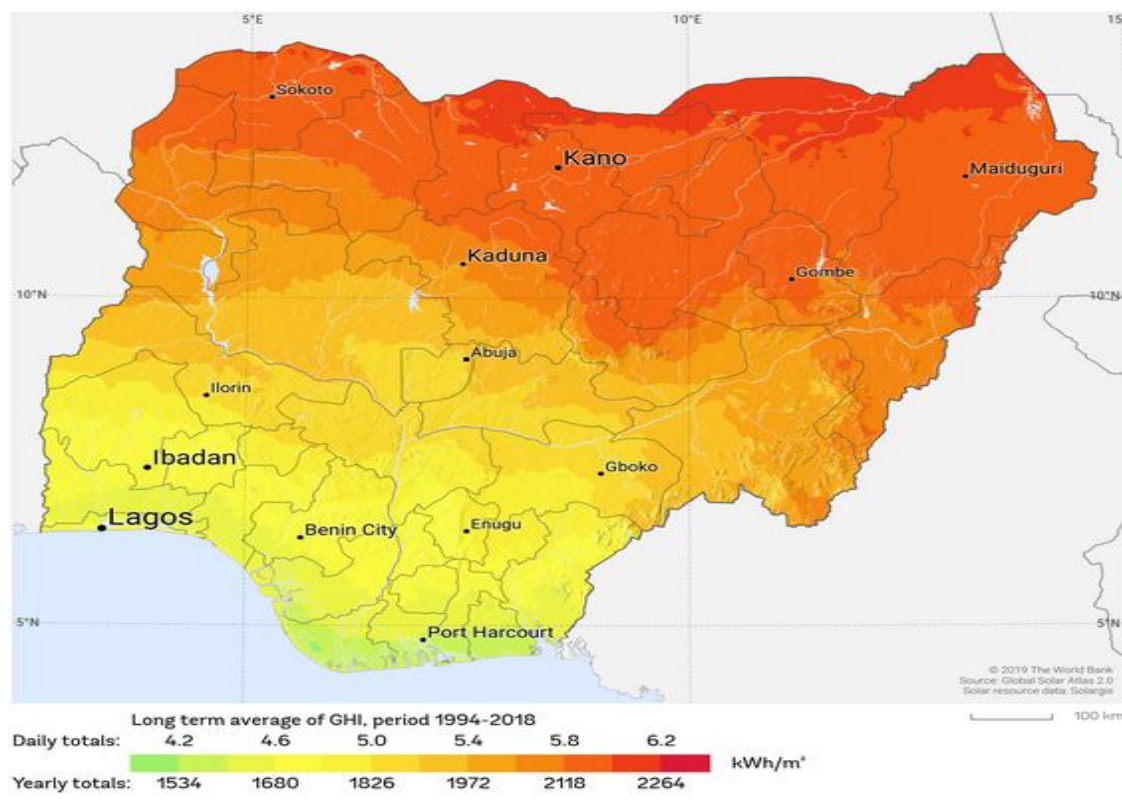 5°E 10°E 15
Sokoto
Kano
Maiduguri
Kaduna
Gombe
10°N 10°N
Abuja
Ilorin
Ibadan
Gboko
Lagos
Benin City
Enugu
5°N 5°N
Port Harcourt
© 2019 The World Bank
Source: Global Solar Atlas 2.0
Solar resource data: Solargis
100 km
Long term average of GHI, period 1994-2018
Daily totals: 4.2 4.6 5.0 5.4 5.8 6.2
kWh/m²
Yearly totals: 1534 1680 1826 1972 2118 2264